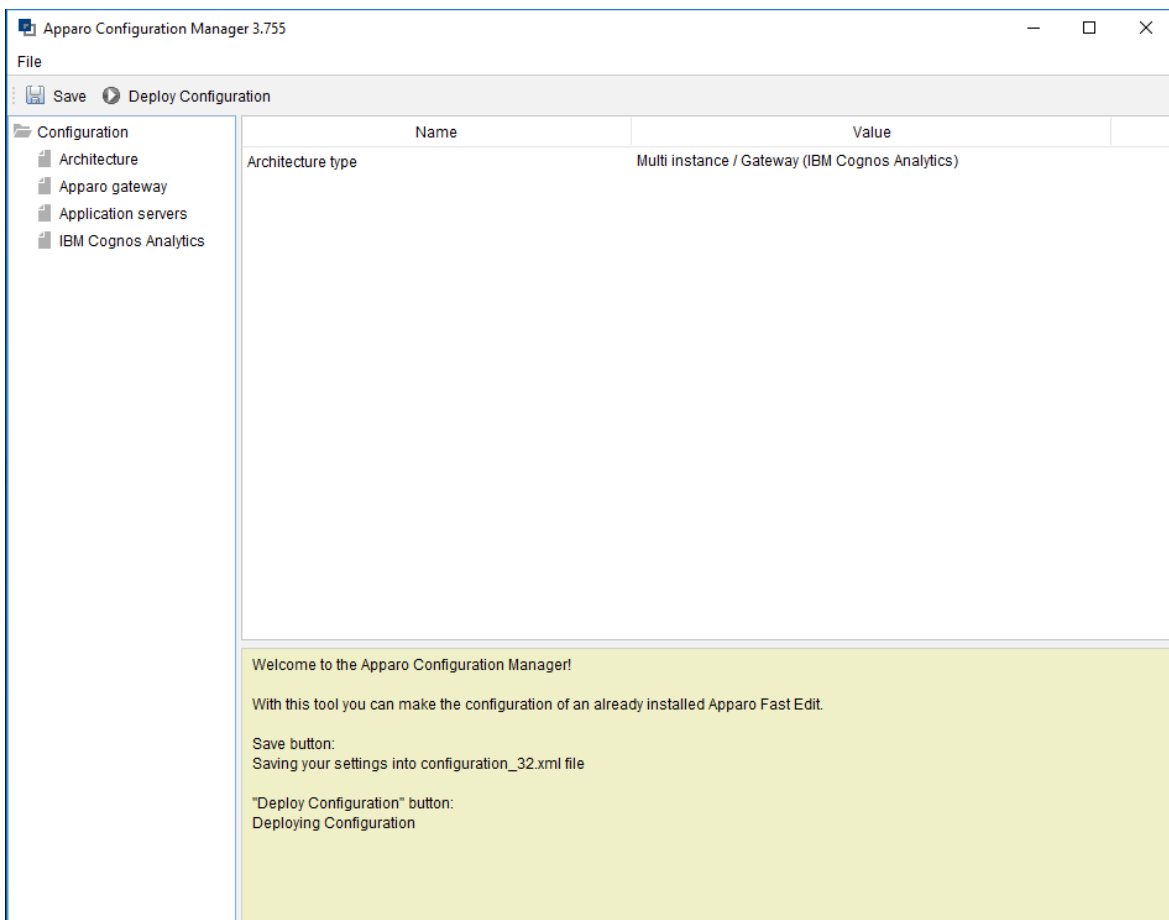 Apparo Configuration Manager 3.755
File
Save Deploy Configuration
Configuration
Architecture
Apparo gateway
Application servers
IBM Cognos Analytics
Name Value
Architecture type Multi instance / Gateway (IBM Cognos Analytics)
Welcome to the Apparo Configuration Manager!
With this tool you can make the configuration of an already installed Apparo Fast Edit.
Save button:
Saving your settings into configuration_32.xml file
"Deploy Configuration" button:
Deploying Configuration